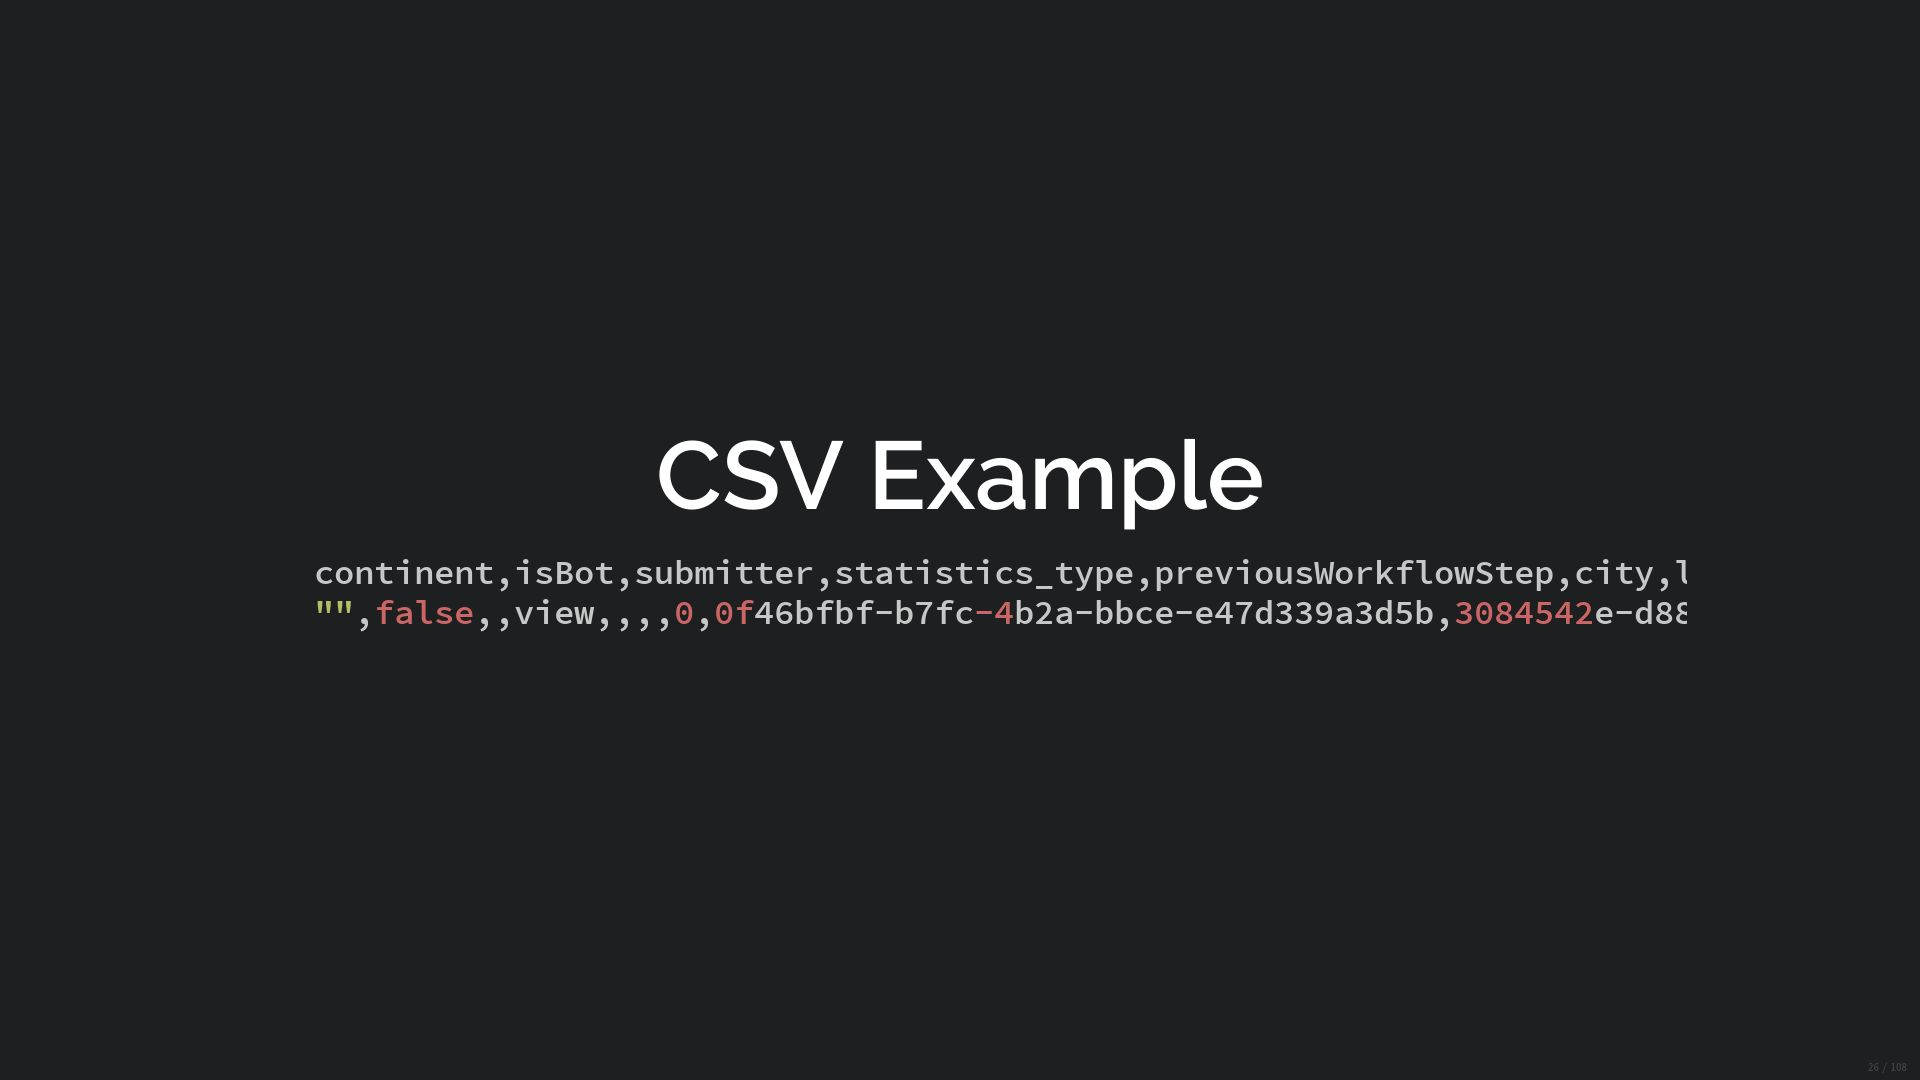 CSV Example
continent,isBot,submitter,statistics_type,previousWorkflowStep,city,l
"",false,,view,,,,0,0f46bfbf-b7fc-4b2a-bbce-e47d339a3d5b,3084542e-d88
26 / 108